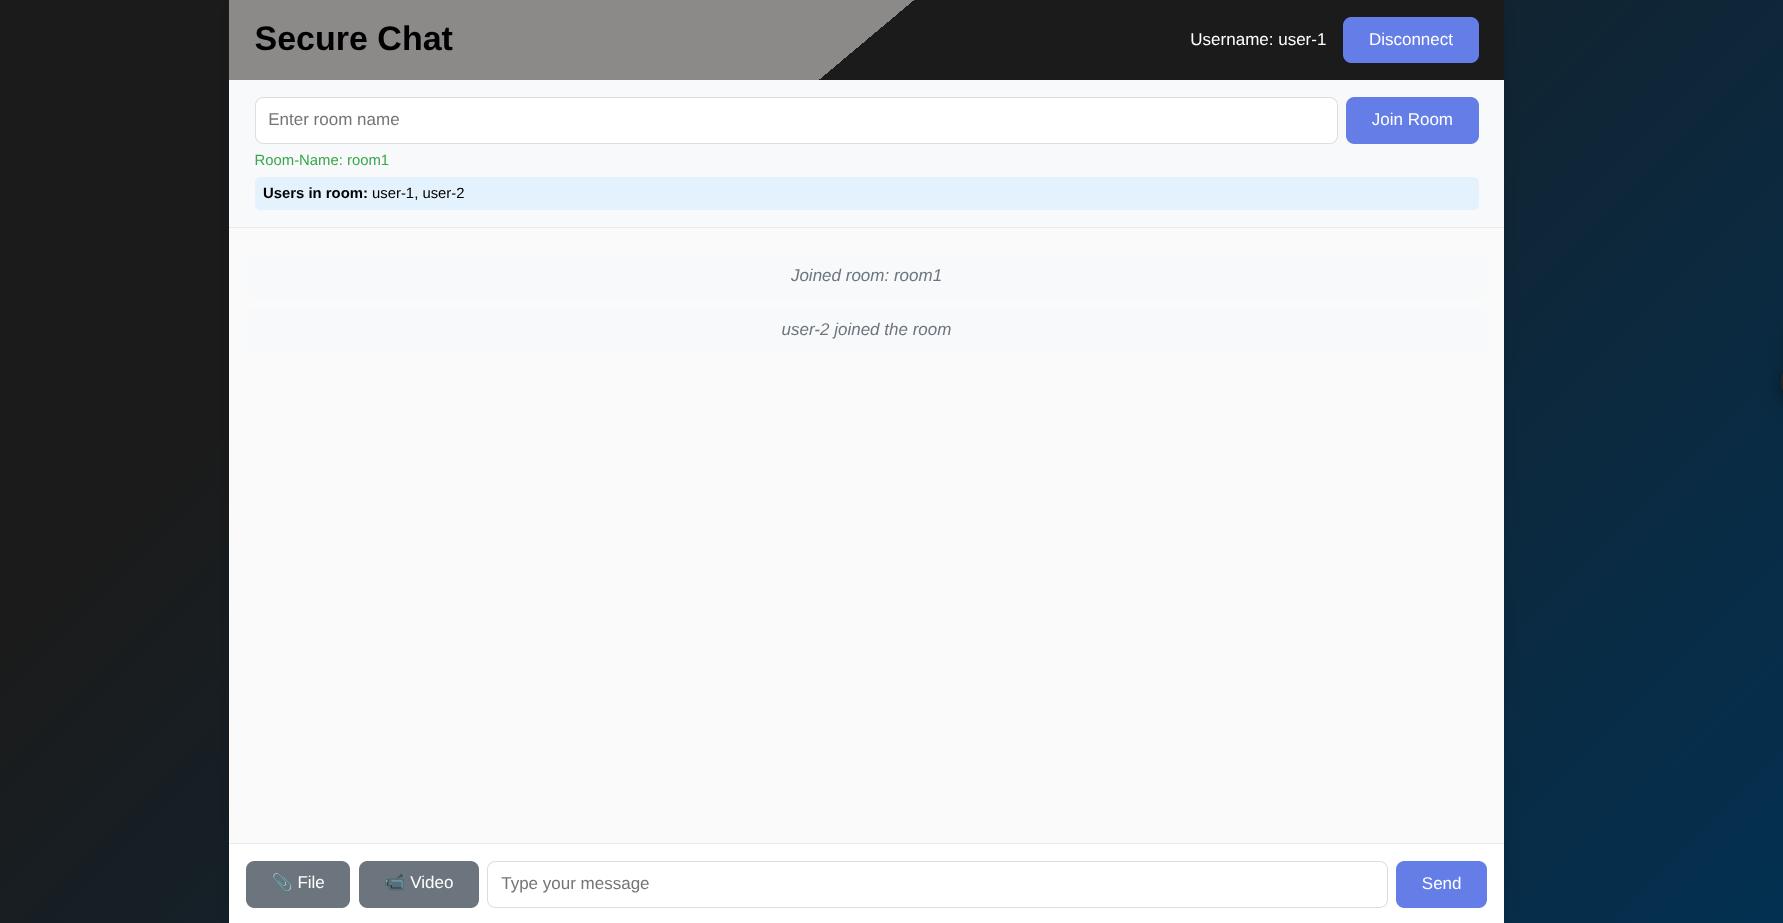 Secure Chat
Username: user-1
Disconnect
Enter room name
Join Room
Room-Name: room1
Users in room: user-1, user-2
Joined room: room1
user-2 joined the room
File
Video
Type your message
Send